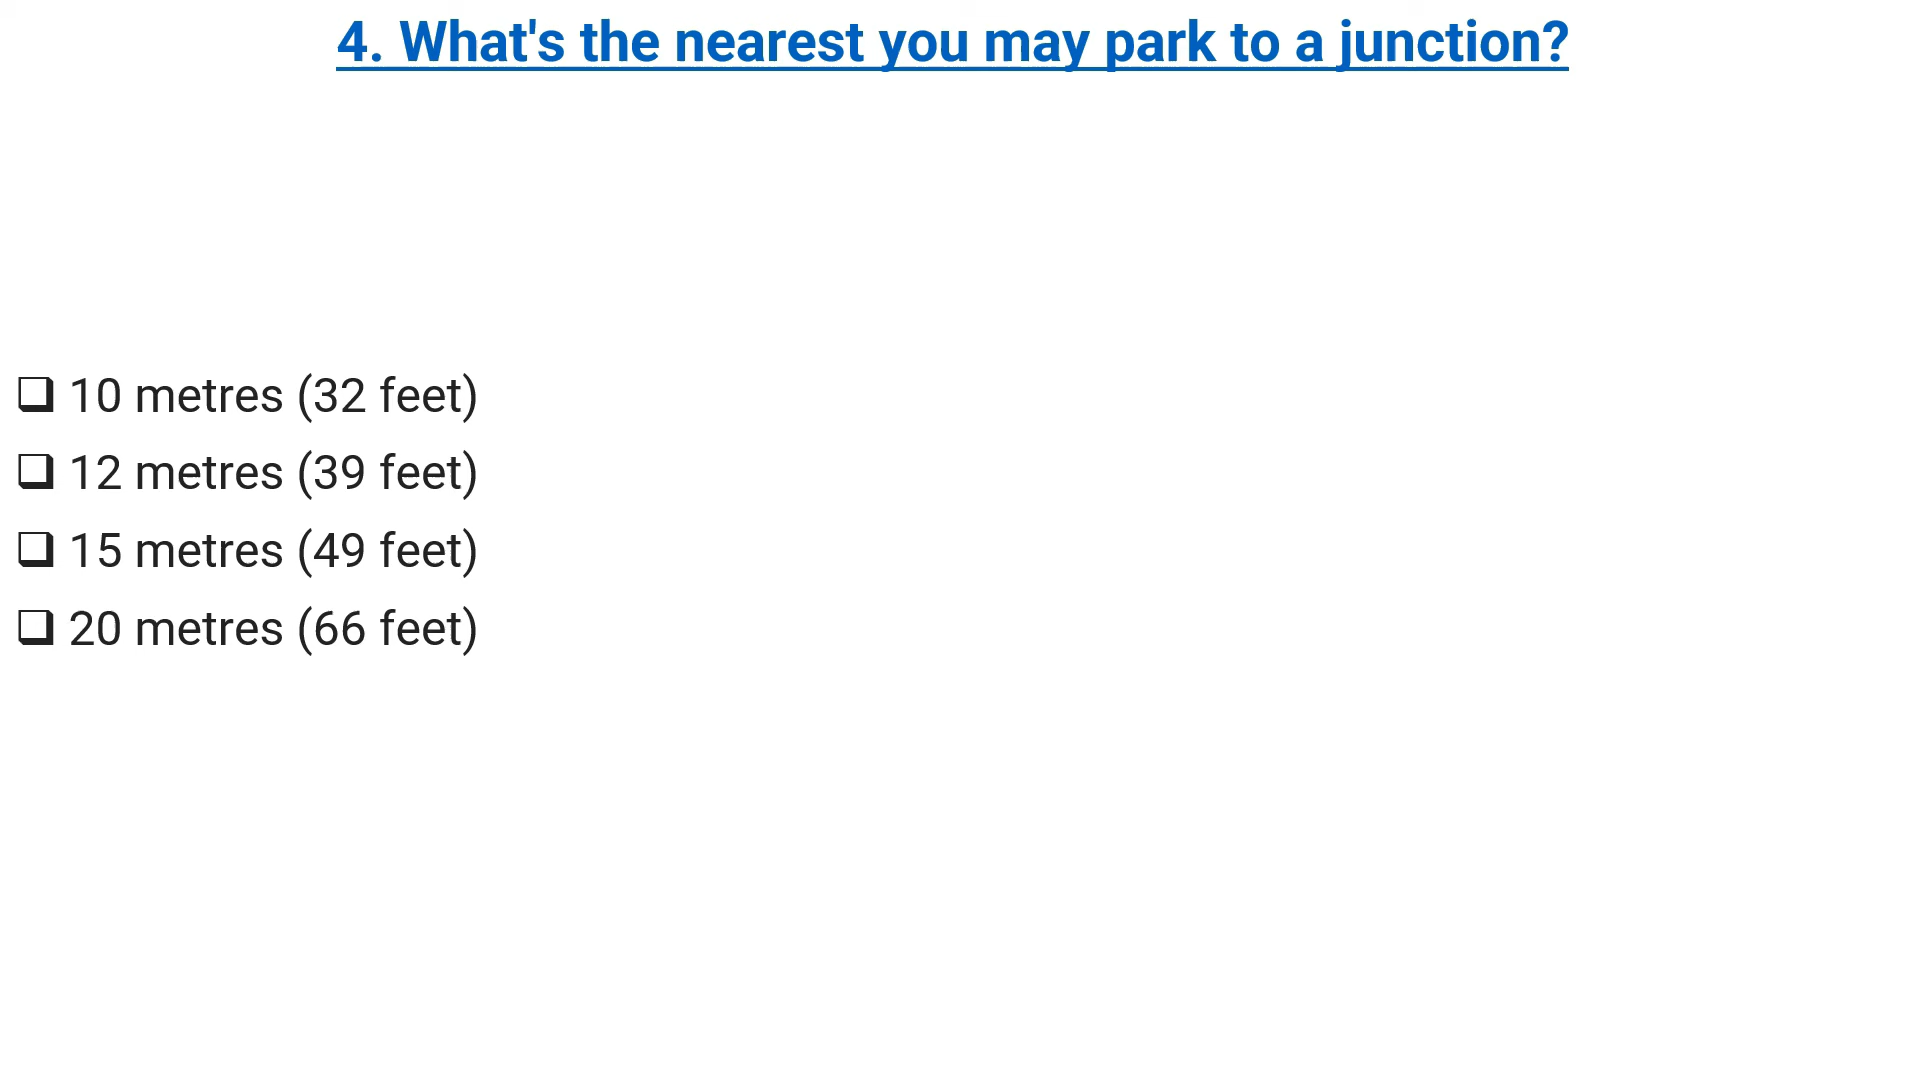 4. What's the nearest you may park to a junction?
❑ 10 metres (32 feet)
❑ 12 metres (39 feet)
❑ 15 metres (49 feet)
❑ 20 metres (66 feet)